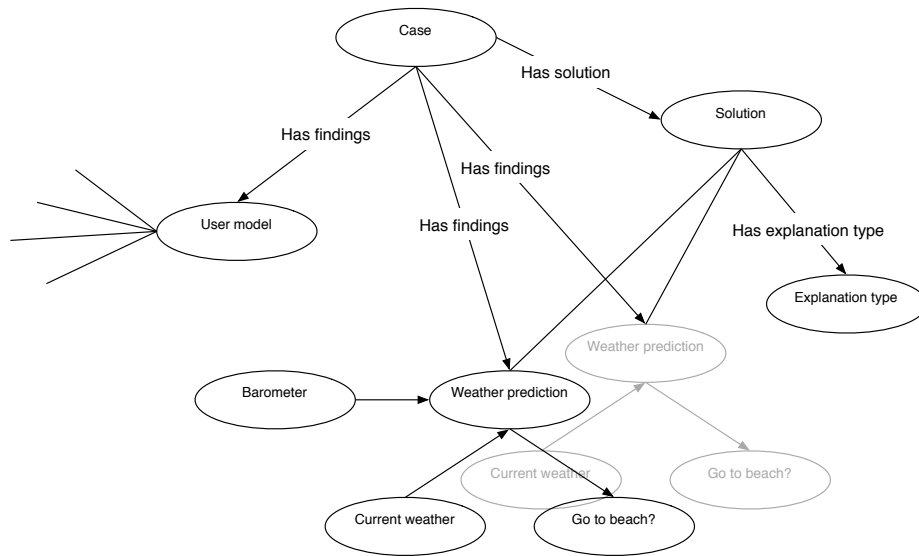 Case
Has solution
Solution
Has findings
Has findings
User model
Has findings
Has explanation type
Explanation type
Weather prediction
Barometer
Weather prediction
Current weather
Go to beach?
Current weather
Go to beach?